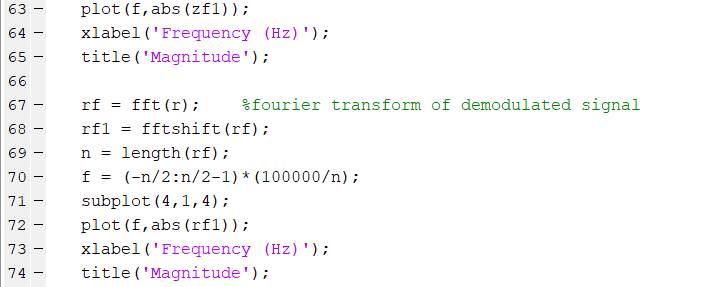 63 - plot(f,abs(zf1));
64 - xlabel('Frequency (Hz)');
65 - title('Magnitude');
66
67 - rf = fft(r); %fourier transform of demodulated signal
68 - rf1 = fftshift(rf);
69 - n = length(rf);
70 - f = (-n/2:n/2-1)*(100000/n);
71 - subplot(4,1,4);
72 - plot(f,abs(rf1));
73 - xlabel('Frequency (Hz)');
74 - title('Magnitude');